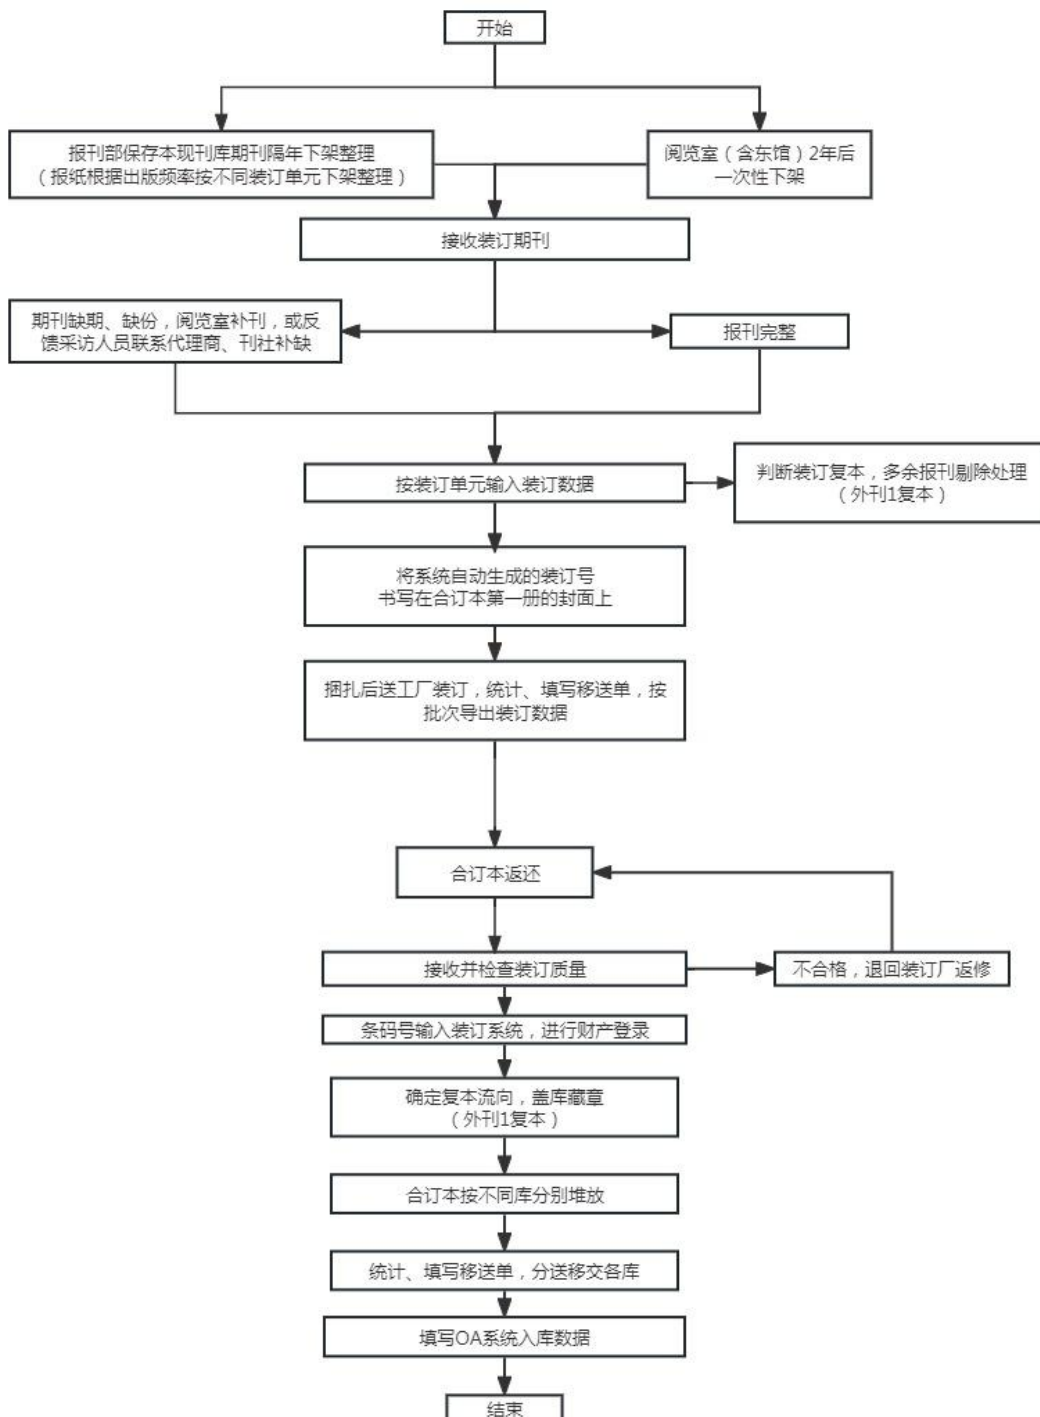 开始
报刊部保存本现刊库期刊隔年下架整理
（报纸根据出版频率按不同装订单元下架整理）
阅览室（含东馆）2年后
一次性下架
接收装订期刊
期刊缺期、缺份，阅览室补刊，或反
馈采访人员联系代理商、刊社补缺
报刊完整
按装订单元输入装订数据
判断装订复本，多余报刊剔除处理
（外刊1复本）
将系统自动生成的装订号
书写在合订本第一册的封面上
捆扎后送工厂装订，统计、填写移送单，按
批次导出装订数据
合订本返还
接收并检查装订质量
不合格，退回装订厂返修
条码号输入装订系统，进行财产登录
确定复本流向，盖库藏章
（外刊1复本）
合订本按不同库分别堆放
统计、填写移送单，分送移交各库
填写OA系统入库数据
结束